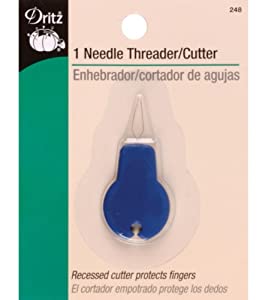 Dritz
248
1 Needle Threader/Cutter
Enhebrador/cortador de agujas
Recessed cutter protects fingers
El cortador empotrado protege los dedos